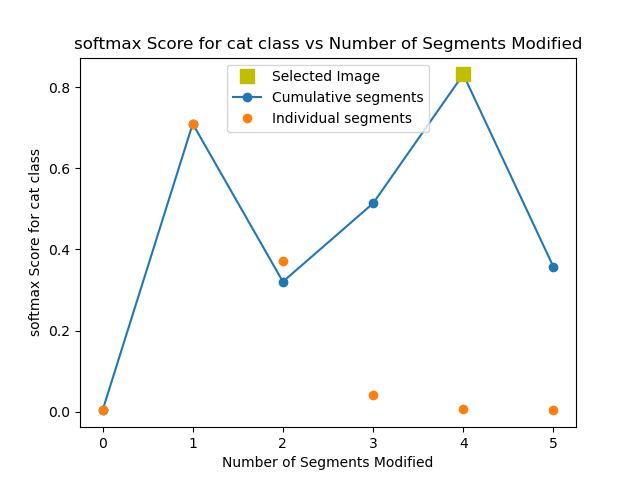 softmax Score for cat class vs Number of Segments Modified
Selected Image
Cumulative segments
Individual segments
softmax Score for cat class
0.8
0.6
0.4
0.2
0.0
0 1 2 3 4 5
Number of Segments Modified